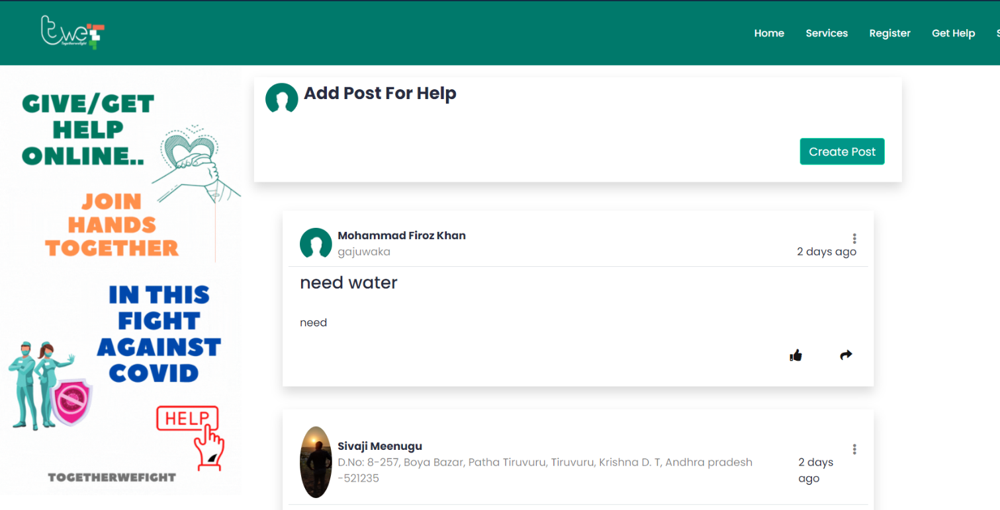 twef
Togetherwefight
Home Services Register Get Help
GIVE/GET
HELP
ONLINE..
JOIN
HANDS
TOGETHER
IN THIS
FIGHT
AGAINST
COVID
HELP
TOGETHERWEFIGHT
Add Post For Help
Create Post
Mohammad Firoz Khan
gajuwaka
2 days ago
need water
need
Sivaji Meenugu
D.No: 8-257, Boya Bazar, Patha Tiruvuru, Tiruvuru, Krishna D. T, Andhra pradesh
-521235
2 days
ago